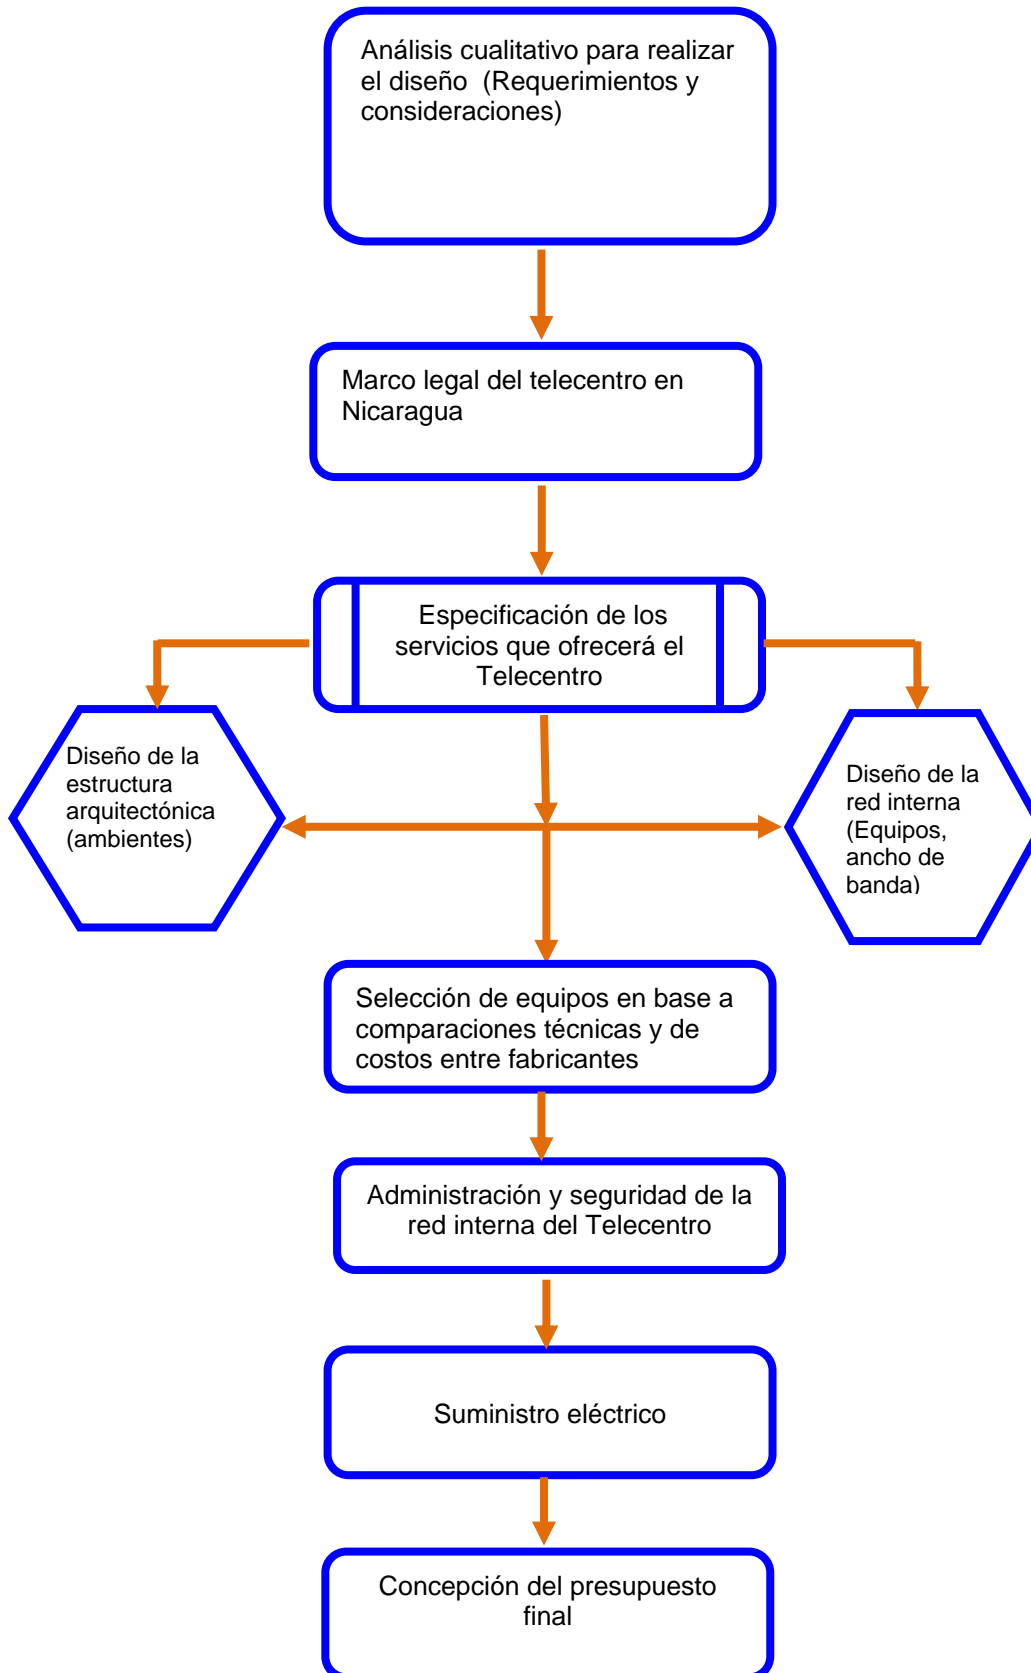 Análisis cualitativo para realizar
el diseño  (Requerimientos y
consideraciones)
Marco legal del telecentro en
Nicaragua
Especificación de los
servicios que ofrecerá el
Telecentro
Diseño de la
estructura
arquitectónica
(ambientes)
Diseño de la
red interna
(Equipos,
ancho de
banda)
Selección de equipos en base a
comparaciones técnicas y de
costos entre fabricantes
Administración y seguridad de la
red interna del Telecentro
Suministro eléctrico
Concepción del presupuesto
final